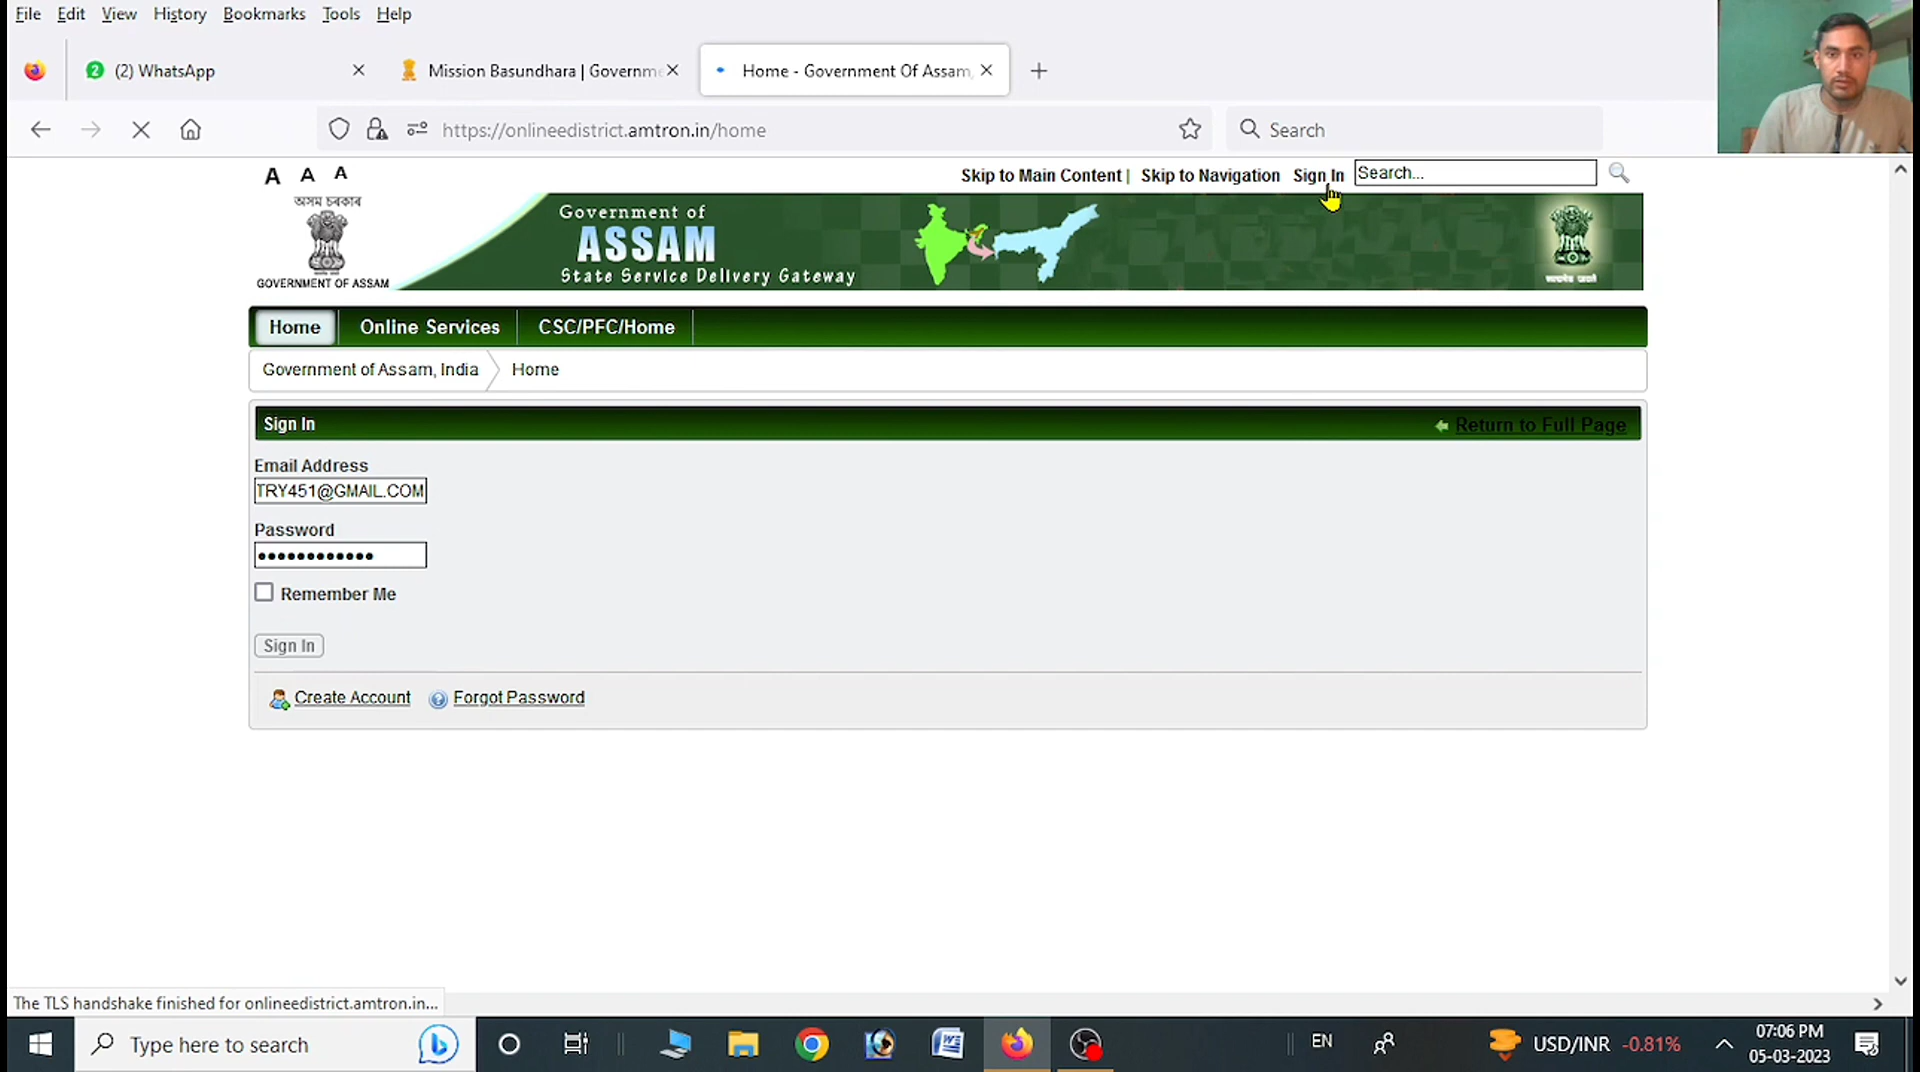 File Edit View History Bookmarks Tools Help
(2) WhatsApp
Mission Basundhara | Governme
Home - Government Of Assam,
https://onlineedistrict.amtron.in/home
Search
A A A
Skip to Main Content | Skip to Navigation Sign In Search...
অসম চৰকাৰ
GOVERNMENT OF ASSAM
Government of
ASSAM
State Service Delivery Gateway
सत्यमेव जयते
Home Online Services CSC/PFC/Home
Government of Assam, India Home
Sign In Return to Full Page
Email Address
TRY451@GMAIL.COM
Password
••••••••••••
Remember Me
Sign In
Create Account Forgot Password
The TLS handshake finished for onlineedistrict.amtron.in...
Type here to search
EN
USD/INR -0.81%
07:06 PM
05-03-2023